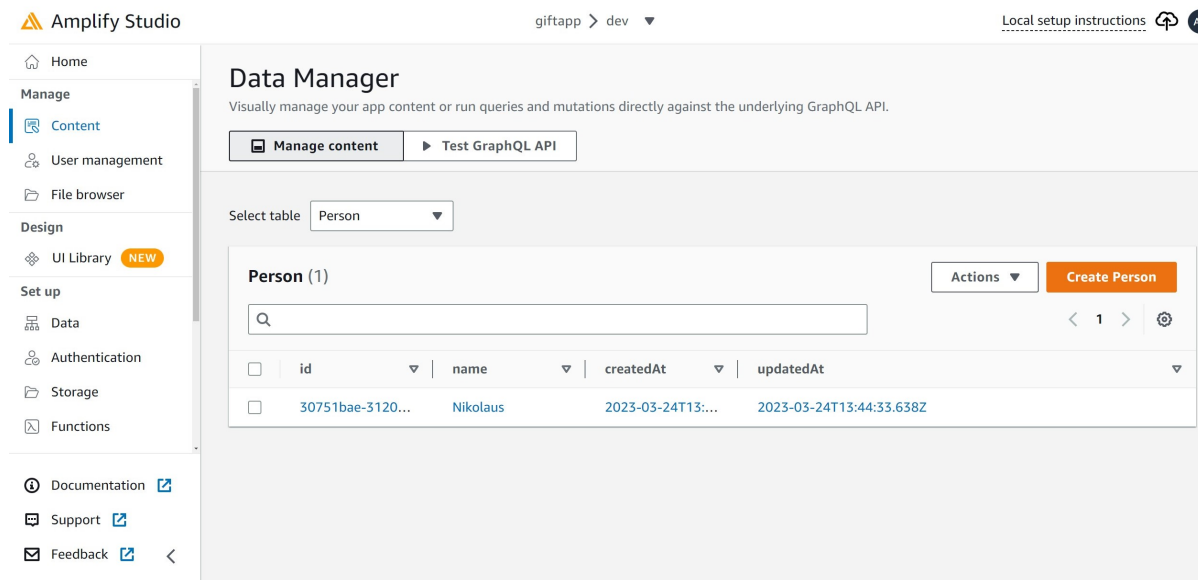 Amplify Studio
giftapp > dev
Local setup instructions
Home
Manage
Content
User management
File browser
Design
UI Library NEW
Set up
Data
Authentication
Storage
Functions
Documentation
Support
Feedback
Data Manager
Visually manage your app content or run queries and mutations directly against the underlying GraphQL API.
Manage content
Test GraphQL API
Select table Person
Person (1)
Actions
Create Person
1
id name createdAt updatedAt
30751bae-3120... Nikolaus 2023-03-24T13:... 2023-03-24T13:44:33.638Z